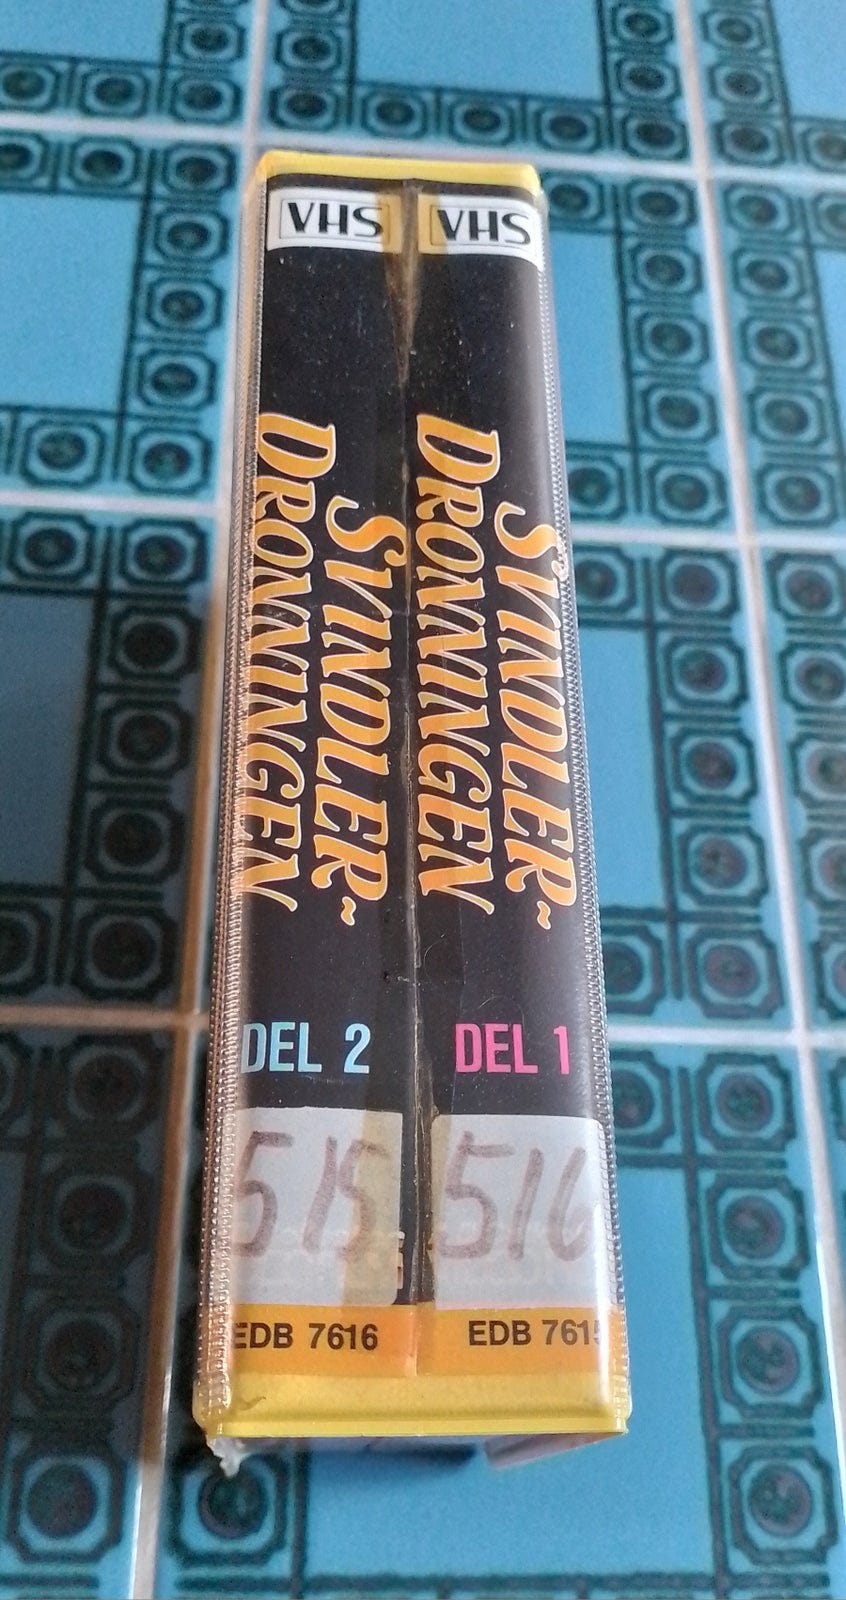 VHS
SVINDLER~
DRONNINGEN
DEL 2
515
EDB 7616
VHS
SVINDLER~
DRONNINGEN
DEL 1
516
EDB 7615